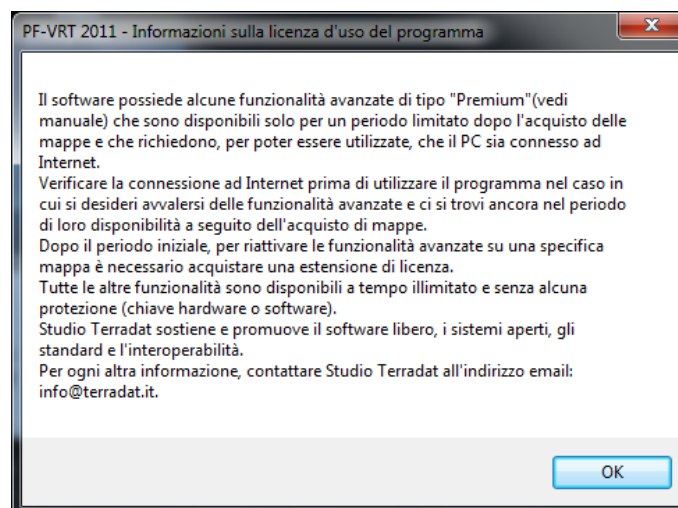 PF-VRT 2011 - Informazioni sulla licenza d'uso del programma
Il software possiede alcune funzionalità avanzate di tipo "Premium"(vedi
manuale) che sono disponibili solo per un periodo limitato dopo l'acquisto delle
mappe e che richiedono, per poter essere utilizzate, che il PC sia connesso ad
Internet.
Verificare la connessione ad Internet prima di utilizzare il programma nel caso in
cui si desideri avvalersi delle funzionalità avanzate e ci si trovi ancora nel periodo
di loro disponibilità a seguito dell'acquisto di mappe.
Dopo il periodo iniziale, per riattivare le funzionalità avanzate su una specifica
mappa è necessario acquistare una estensione di licenza.
Tutte le altre funzionalità sono disponibili a tempo illimitato e senza alcuna
protezione (chiave hardware o software).
Studio Terradat sostiene e promuove il software libero, i sistemi aperti, gli
standard e l'interoperabilità.
Per ogni altra informazione, contattare Studio Terradat all'indirizzo email:
info@terradat.it.
OK